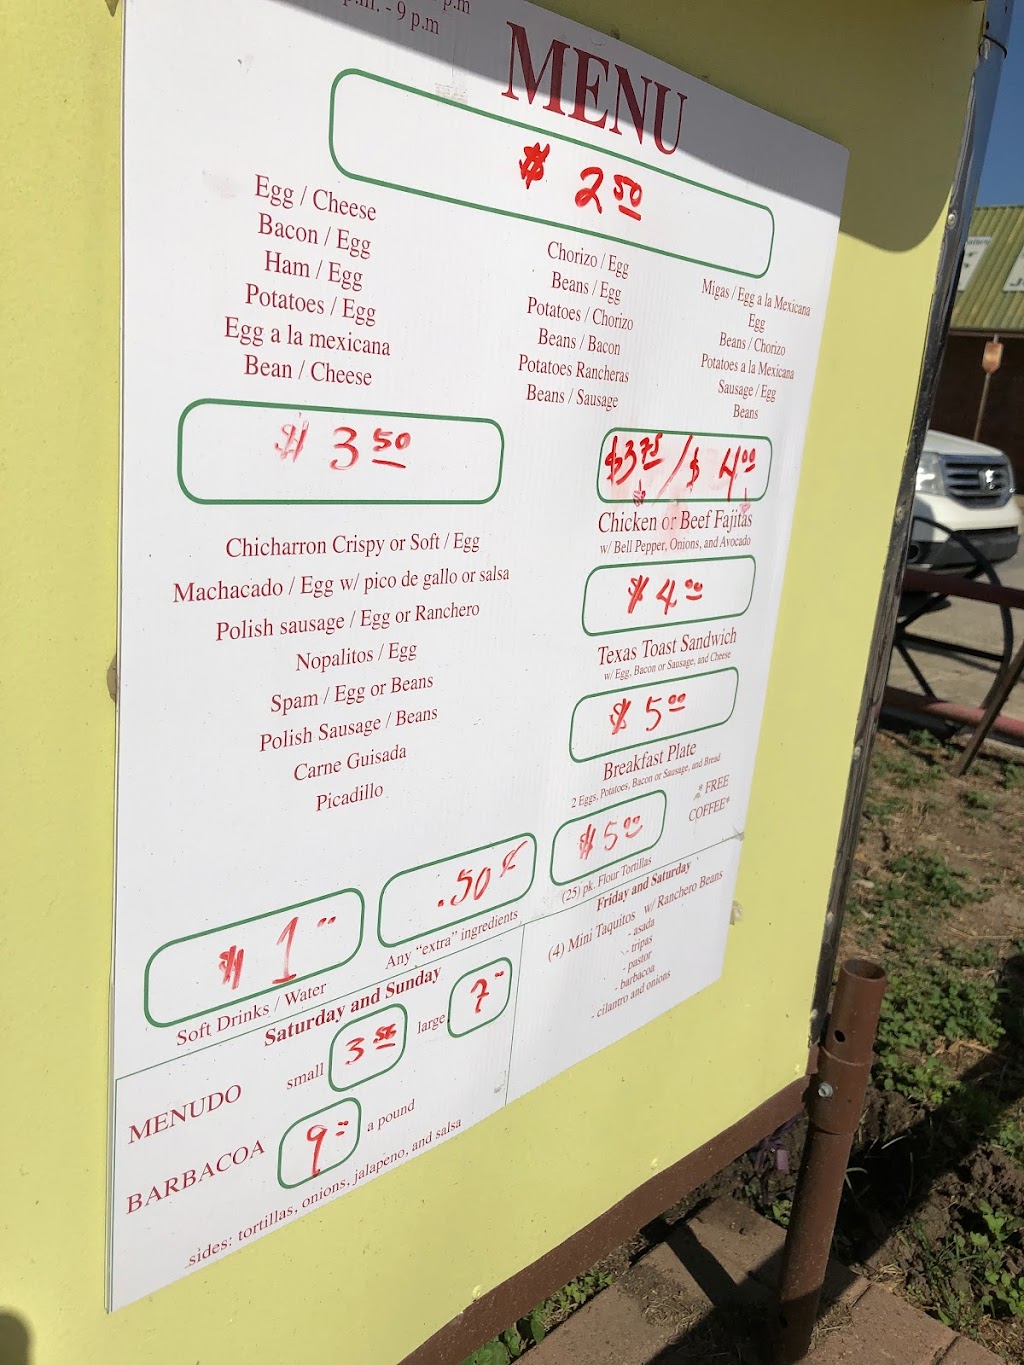 p.m
p.m. - 9 p.m
MENU
$ 2.50
Egg / Cheese
Bacon / Egg
Ham / Egg
Potatoes / Egg
Egg a la mexicana
Bean / Cheese
Chorizo / Egg
Beans / Egg
Potatoes / Chorizo
Beans / Bacon
Potatoes Rancheras
Beans / Sausage
Migas / Egg a la Mexicana
Egg
Beans / Chorizo
Potatoes a la Mexicana
Sausage / Egg
Beans
$ 3 50
Chicharron Crispy or Soft / Egg
Machacado / Egg w/ pico de gallo or salsa
Polish sausage / Egg or Ranchero
Nopalitos / Egg
Spam / Egg or Beans
Polish Sausage / Beans
Carne Guisada
Picadillo
$3.75 / $ 4 00
Chicken or Beef Fajitas
w/ Bell Pepper, Onions, and Avocado
$ 4 00
Texas Toast Sandwich
w/ Egg, Bacon or Sausage, and Cheese
$ 5 00
Breakfast Plate
2 Eggs, Potatoes, Bacon or Sausage, and Bread
* FREE
COFFEE*
$ 5 00
(25) pk. Flour Tortillas
.50 ¢
Any "extra" ingredients
$ 1 --
Soft Drinks / Water
Saturday and Sunday
MENUDO small 3 50 large 7 --
BARBACOA 9 -- a pound
sides: tortillas, onions, jalapeno, and salsa
Friday and Saturday
(4) Mini Taquitos w/ Ranchero Beans
- asada
- tripas
- pastor
- barbacoa
- cilantro and onions